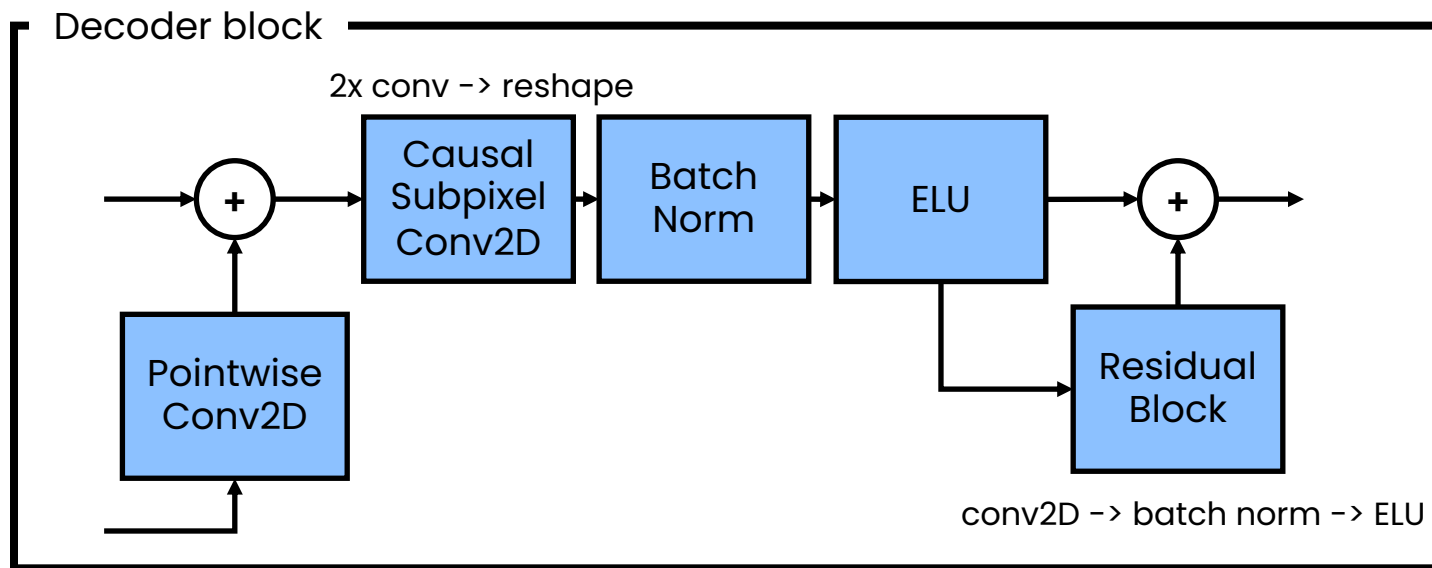 Decoder block
2x conv -> reshape
+
Causal
Subpixel
Conv2D
Batch
Norm
ELU
+
Pointwise
Conv2D
Residual
Block
conv2D -> batch norm -> ELU